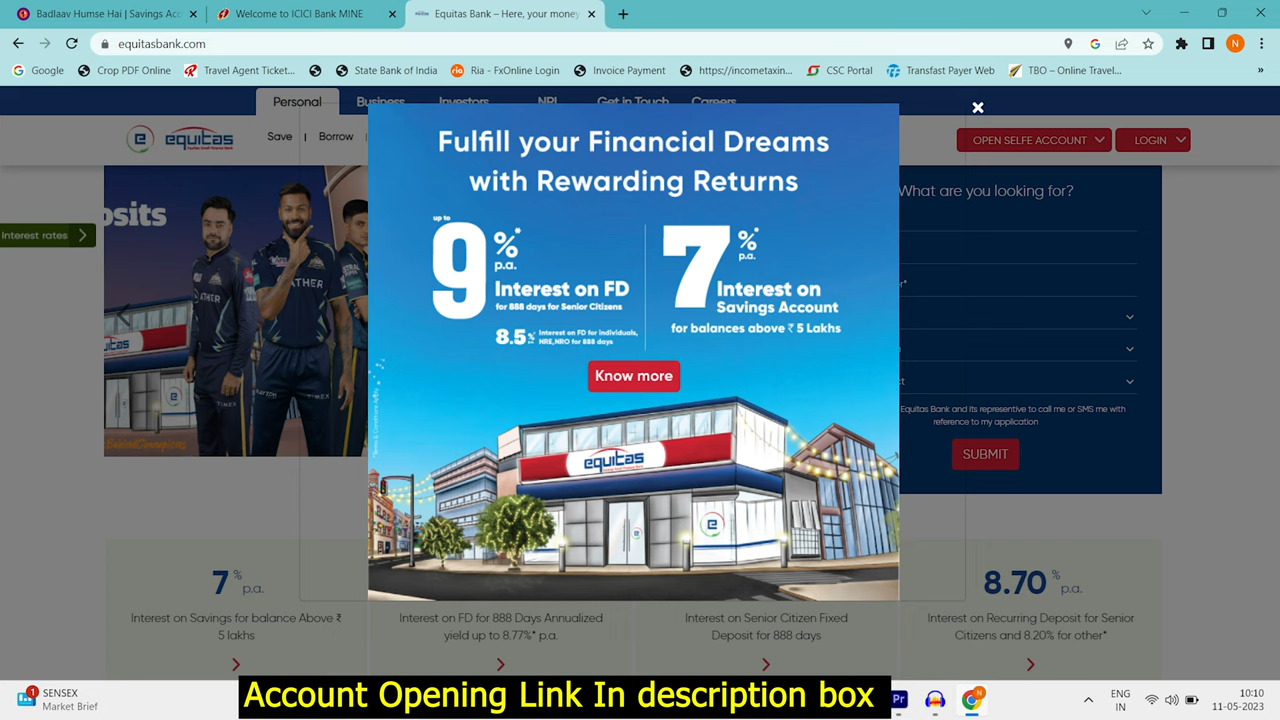 Badlaav Humse Hai | Savings Acc
Welcome to ICICI Bank MINE
Equitas Bank – Here, your money
equitasbank.com
N
Google
Crop PDF Online
Travel Agent Ticket...
State Bank of India
Ria - FxOnline Login
Invoice Payment
https://incometaxin...
CSC Portal
Transfast Payer Web
TBO – Online Travel...
»
Personal
Business
Investors
NRI
Get in Touch
Careers
e equitas
Equitas Small Finance Bank
Save | Borrow |
OPEN SELFE ACCOUNT
LOGIN
Interest rates
osits
What are you looking for?
Equitas Bank and its representive to call me or SMS me with
reference to my application
SUBMIT
Fulfill your Financial Dreams
with Rewarding Returns
up to
9%* p.a.
Interest on FD
for 888 days for Senior Citizens
8.5% Interest on FD for individuals,
NRE,NRO for 888 days
7%* p.a.
Interest on
Savings Account
for balances above ₹ 5 Lakhs
Know more
*Terms & Conditions Apply
equitas
e
7% p.a.
Interest on Savings for balance Above ₹
5 lakhs
Interest on FD for 888 Days Annualized
yield up to 8.77%* p.a.
Interest on Senior Citizen Fixed
Deposit for 888 days
8.70% p.a.
Interest on Recurring Deposit for Senior
Citizens and 8.20% for other*
Account Opening Link In description box
1
SENSEX
Market Brief
Pr
N
ENG
IN
10:10
11-05-2023